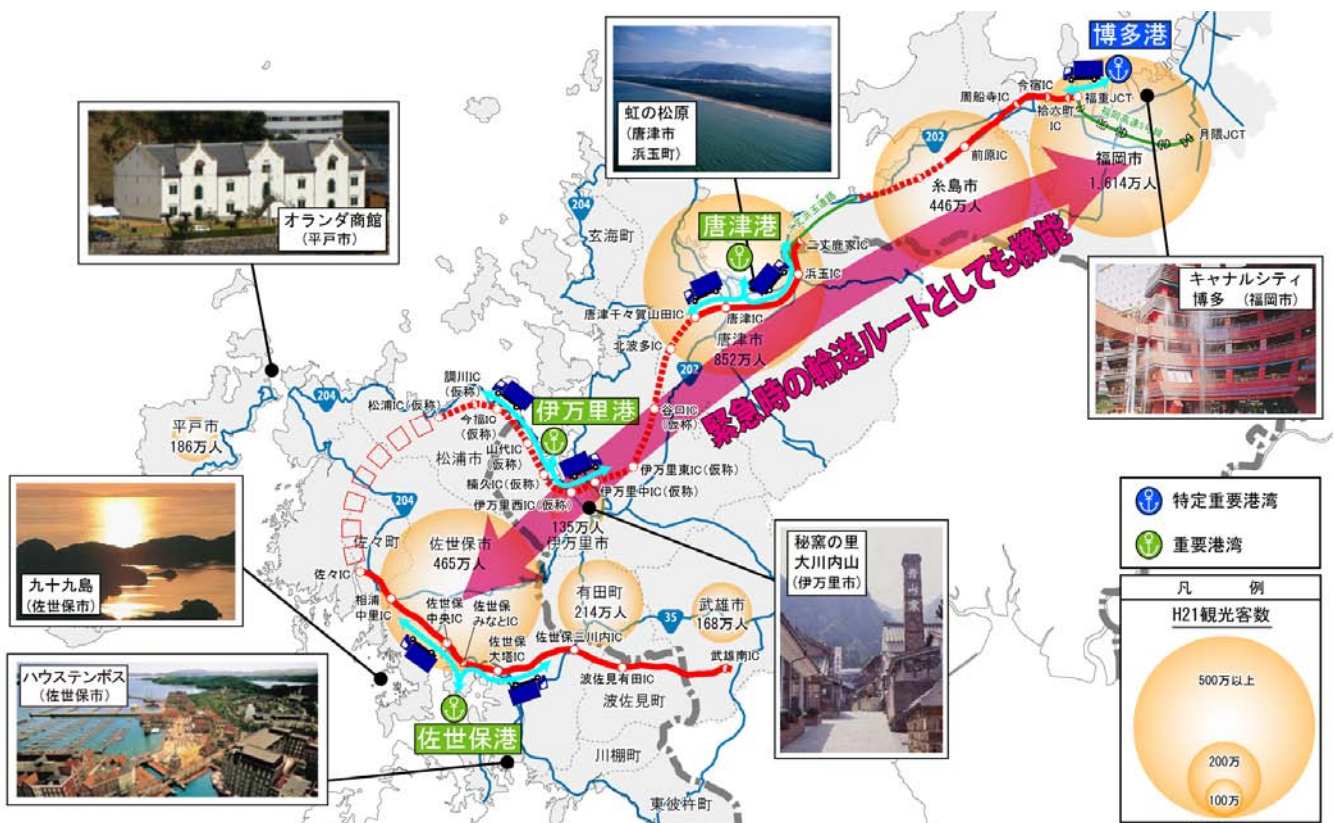 博多港
今宿IC
周船寺IC
福重JCT
拾六町
IC
福岡高速5号線
月隈JCT
202
前原IC
福岡市
1,614万人
糸島市
446万人
虹の松原
(唐津市
浜玉町)
オランダ商館
(平戸市)
204
玄海町
唐津港
二丈浜玉道路
二丈鹿家IC
浜玉IC
キャナルシティ
博多 (福岡市)
唐津千々賀山田IC
唐津IC
唐津市
852万人
北波多IC
202
緊急時の輸送ルートとしても機能
調川IC
(仮称)
204
松浦IC(仮称)
今福IC
(仮称)
伊万里港
谷口IC
(仮称)
平戸市
186万人
松浦市
山代IC
(仮称)
楠久IC(仮称)
伊万里東IC(仮称)
伊万里中IC(仮称)
伊万里西IC(仮称)
204
135万人
伊万里市
特定重要港湾
重要港湾
佐々町
佐世保市
465万人
秘窯の里
大川内山
(伊万里市)
九十九島
(佐世保市)
佐々IC
相浦
中里IC
佐世保
中央IC
佐世保
みなとIC
有田町
214万人
武雄市
168万人
35
佐世保
大塔IC
佐世保三川内IC
波佐見有田IC
武雄南IC
凡 例
H21観光客数
500万以上
200万
100万
ハウステンボス
(佐世保市)
佐世保港
波佐見町
川棚町
東彼杵町